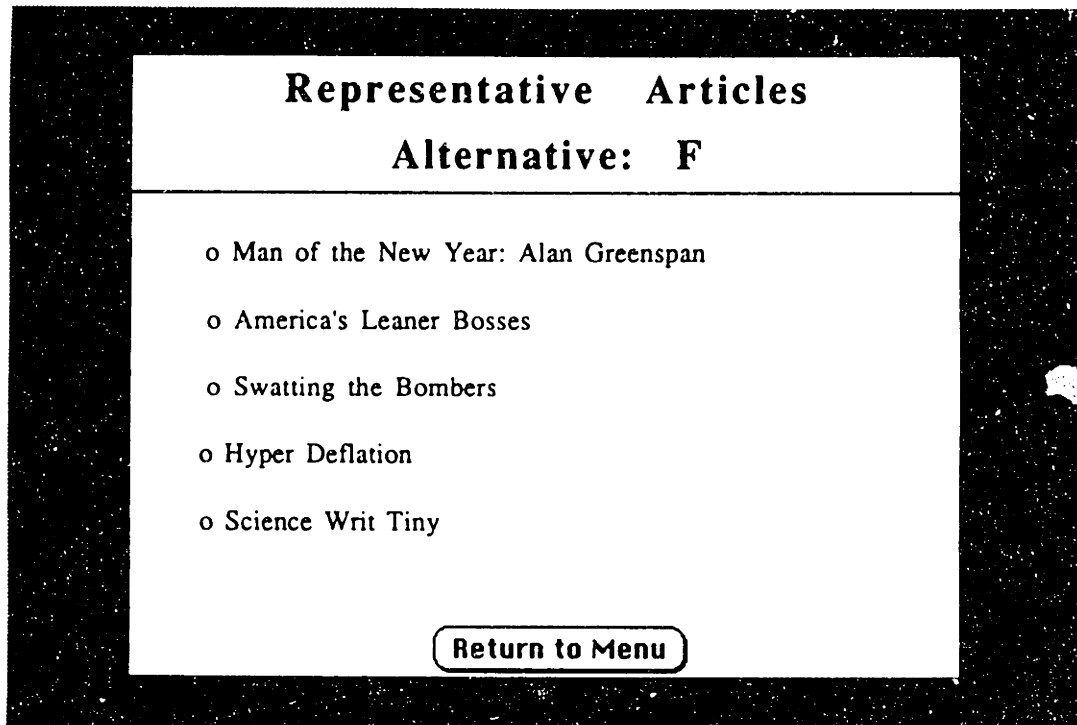 Representative Articles
Alternative: F
o Man of the New Year: Alan Greenspan
o America's Leaner Bosses
o Swatting the Bombers
o Hyper Deflation
o Science Writ Tiny
Return to Menu